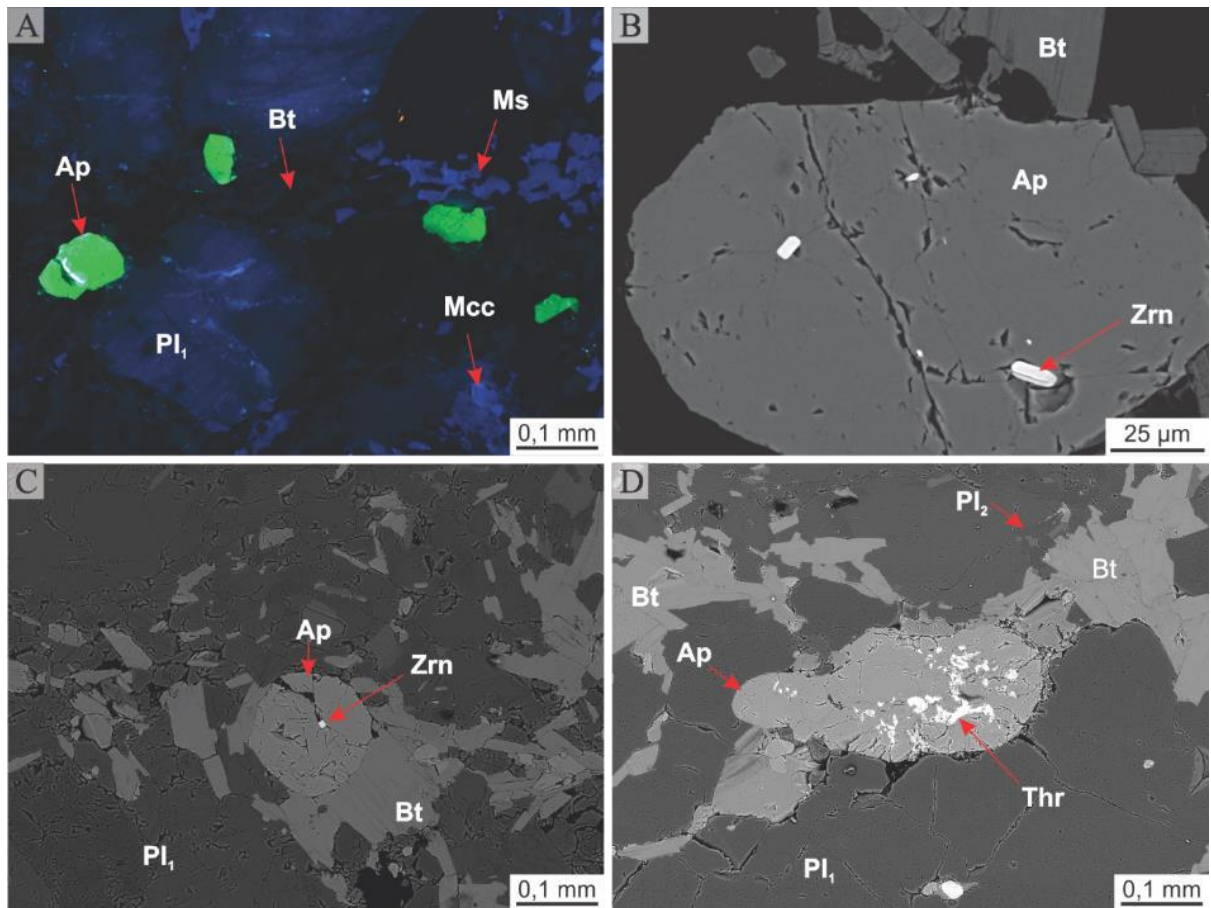 A
Ap
Bt
Ms
Mcc
Pl₁
0,1 mm
B
Bt
Ap
Zrn
25 μm
C
Ap
Zrn
Bt
Pl₁
0,1 mm
D
Pl₂
Bt
Bt
Ap
Thr
Pl₁
0,1 mm